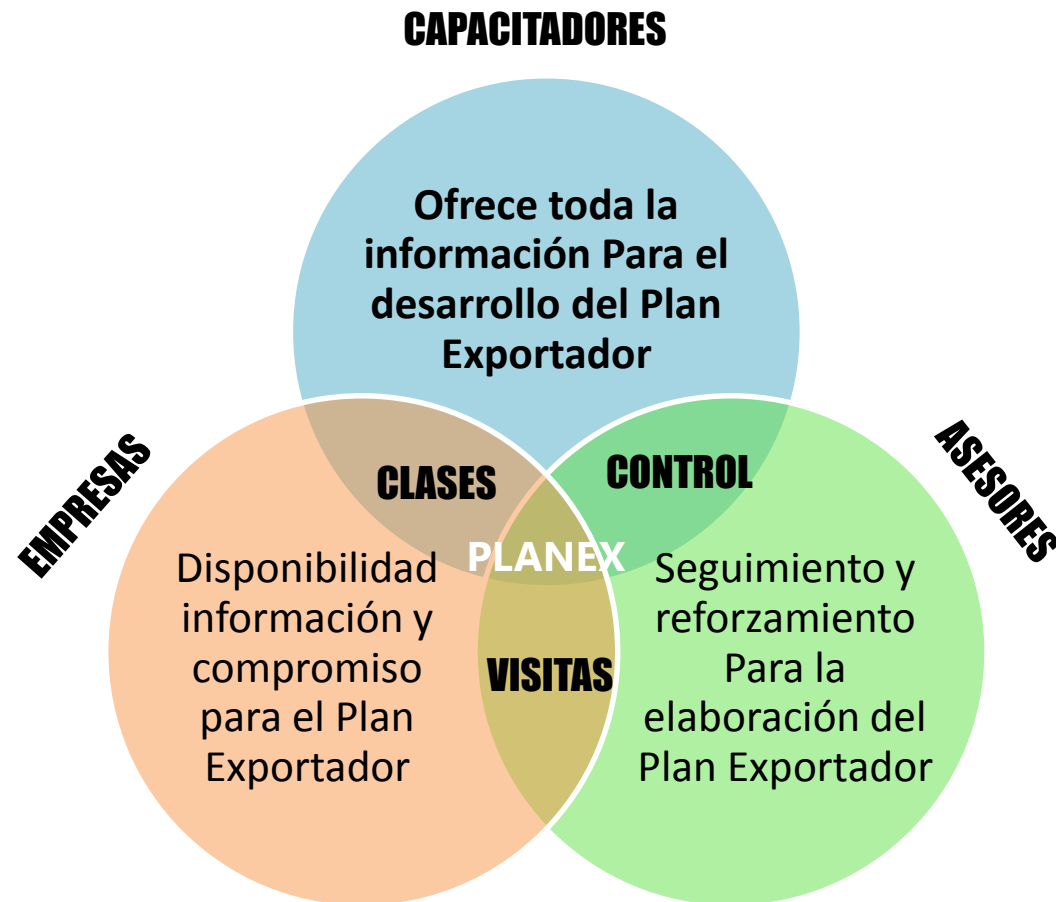 CAPACITADORES
Ofrece toda la
información Para el
desarrollo del Plan
Exportador
EMPRESAS
ASESORES
CLASES
CONTROL
PLANEX
VISITAS
Disponibilidad
información y
compromiso
para el Plan
Exportador
Seguimiento y
reforzamiento
Para la
elaboración del
Plan Exportador